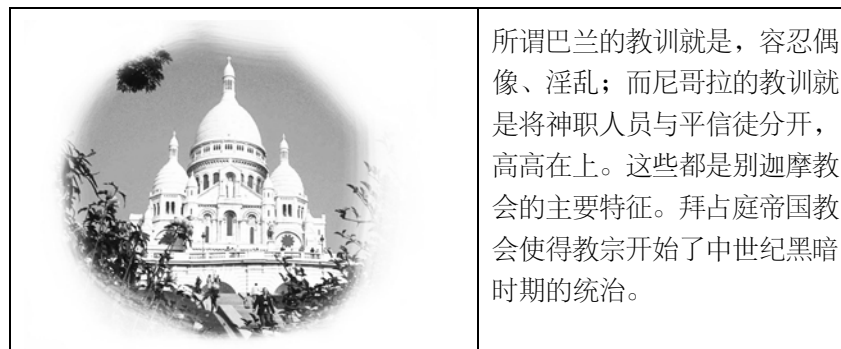 所谓巴兰的教训就是，容忍偶
像、淫乱；而尼哥拉的教训就
是将神职人员与平信徒分开，
高高在上。这些都是别迦摩教
会的主要特征。拜占庭帝国教
会使得教宗开始了中世纪黑暗
时期的统治。